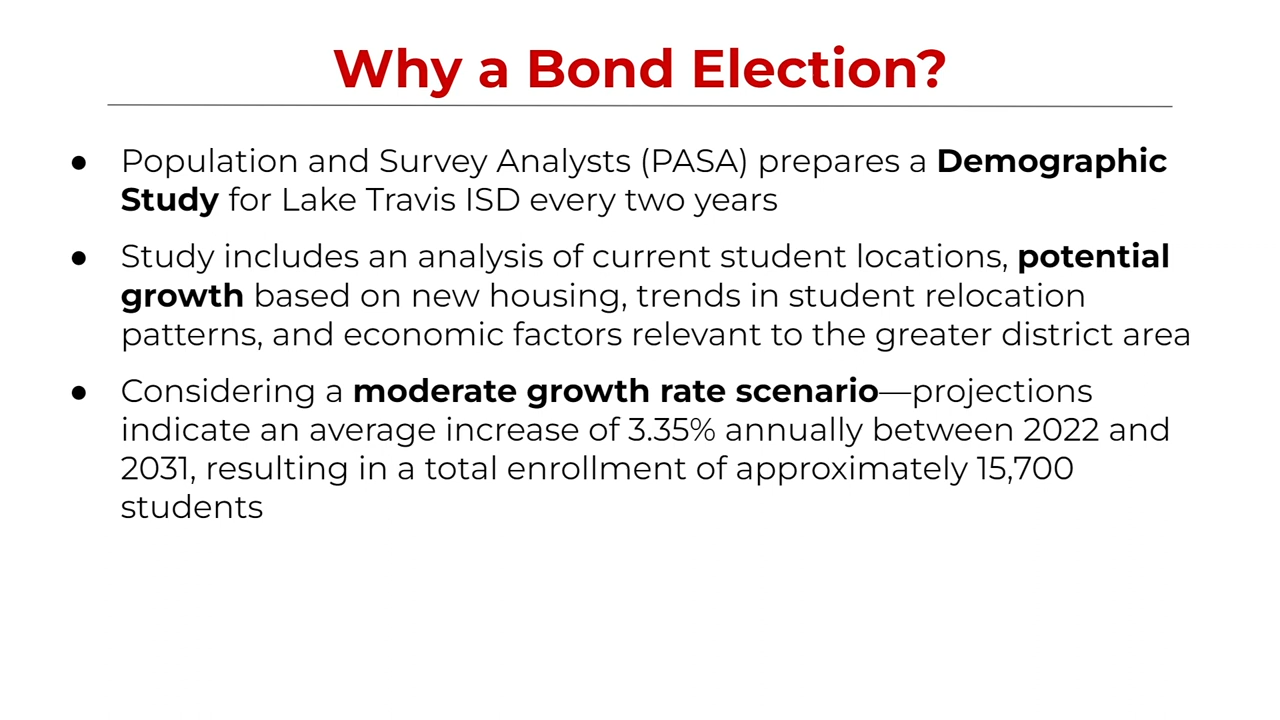 Why a Bond Election?
● Population and Survey Analysts (PASA) prepares a Demographic
Study for Lake Travis ISD every two years
● Study includes an analysis of current student locations, potential
growth based on new housing, trends in student relocation
patterns, and economic factors relevant to the greater district area
● Considering a moderate growth rate scenario—projections
indicate an average increase of 3.35% annually between 2022 and
2031, resulting in a total enrollment of approximately 15,700
students